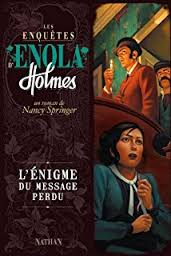 LES
ENQUÊTES
D'ENOLA
Holmes
un roman de
Nancy Springer
L'ÉNIGME
DU MESSAGE
PERDU
NATHAN